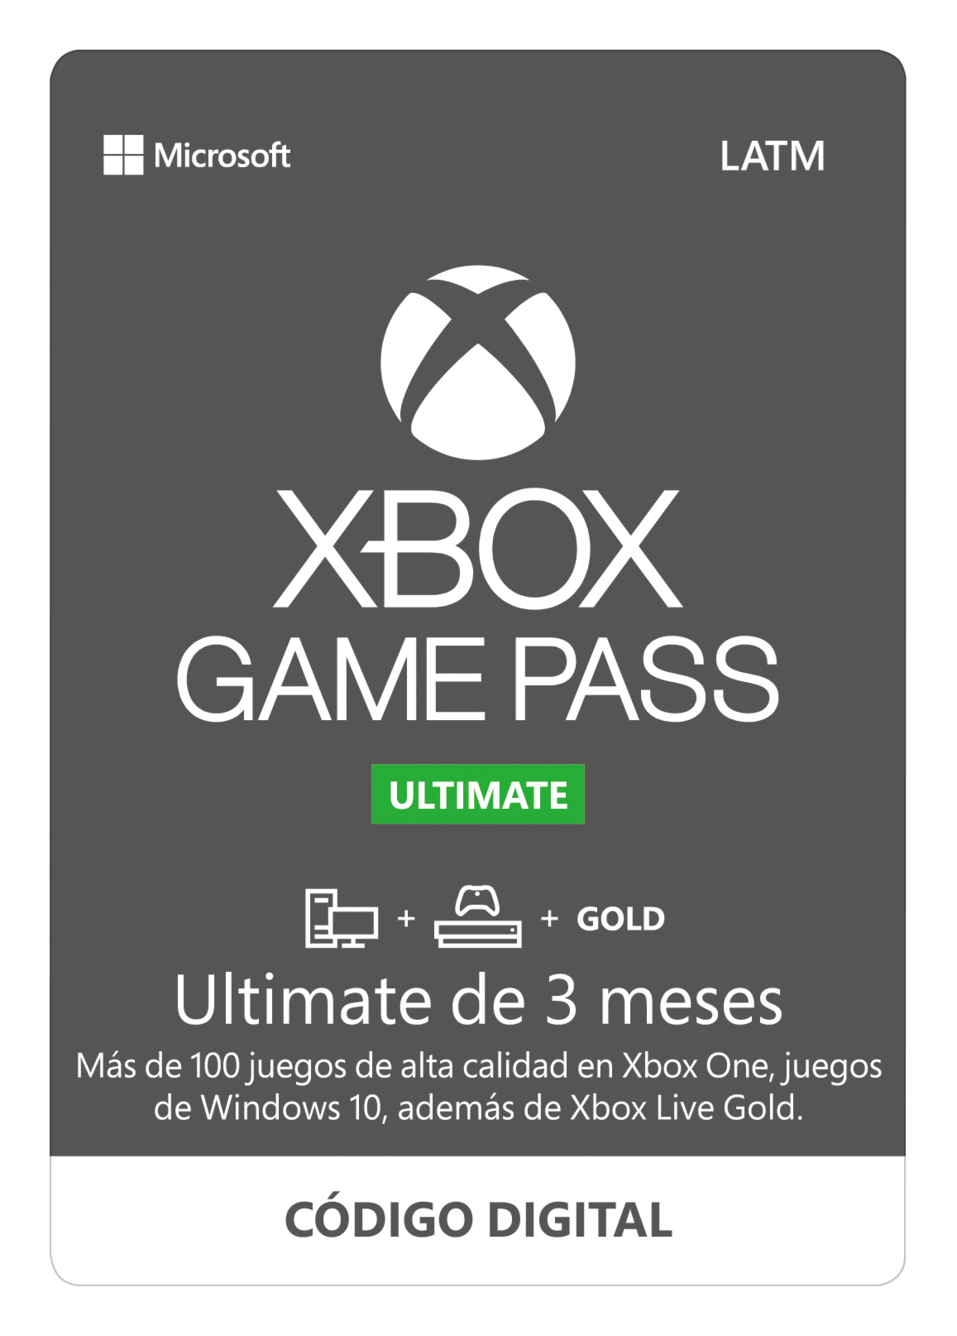 Microsoft
LATM
XBOX
GAME PASS
ULTIMATE
+ + GOLD
Ultimate de 3 meses
Más de 100 juegos de alta calidad en Xbox One, juegos
de Windows 10, además de Xbox Live Gold.
CÓDIGO DIGITAL